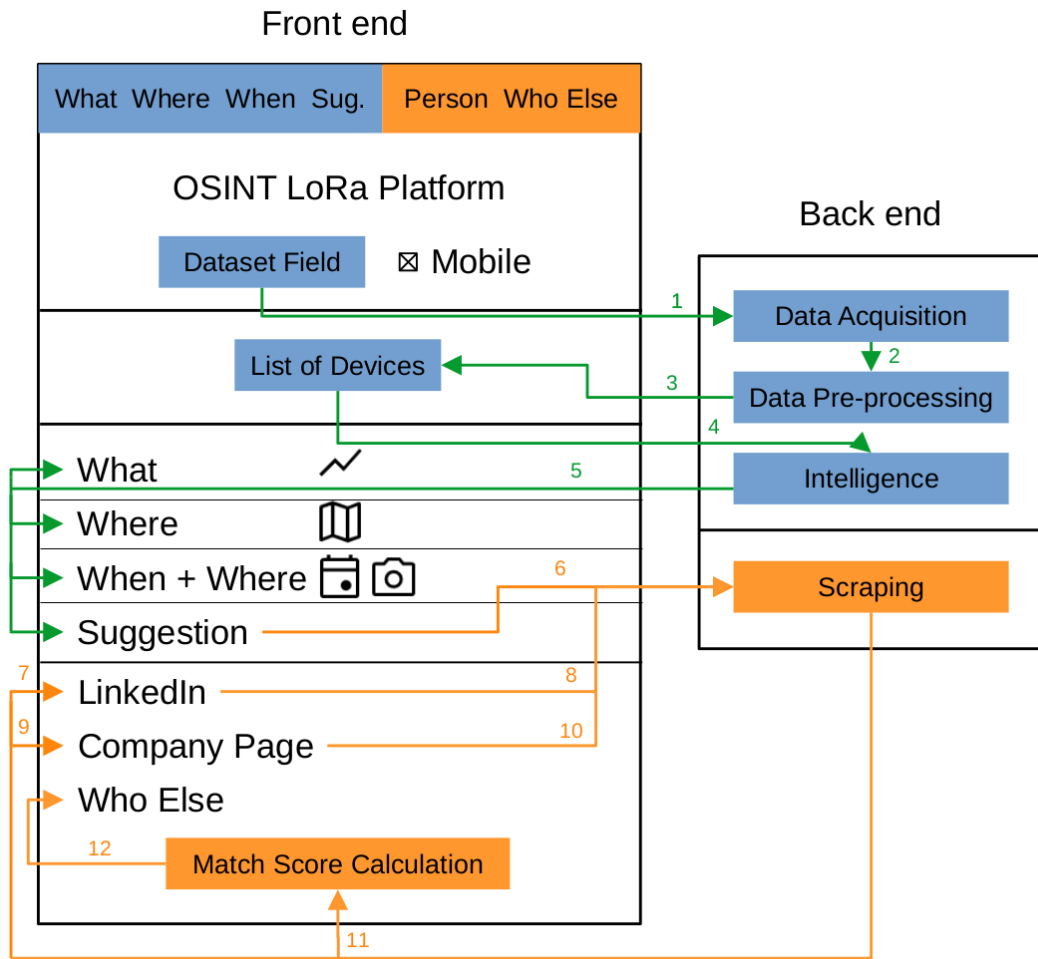 Front end
What Where When Sug. Person Who Else
OSINT LoRa Platform
Back end
Dataset Field
Mobile
1
Data Acquisition
2
List of Devices
3
Data Pre-processing
4
What
5
Intelligence
Where
When + Where
6
Scraping
Suggestion
7
LinkedIn
8
9
Company Page
10
Who Else
12
Match Score Calculation
11